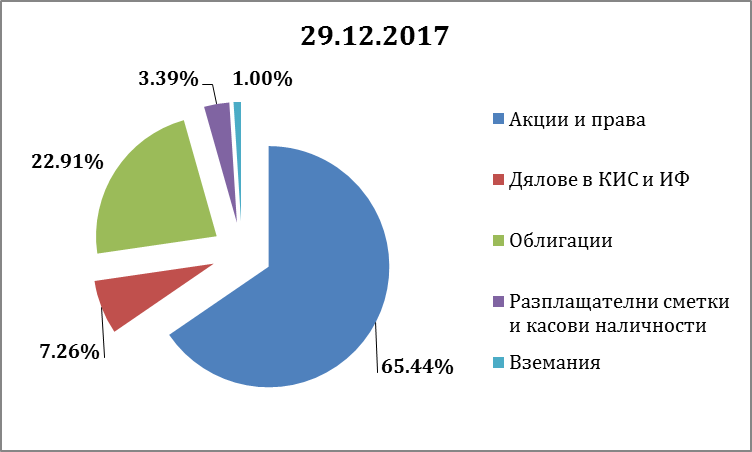 29.12.2017
3.39%
1.00%
22.91%
7.26%
65.44%
Акции и права
Дялове в КИС и ИФ
Облигации
Разплащателни сметки
и касови наличности
Вземания